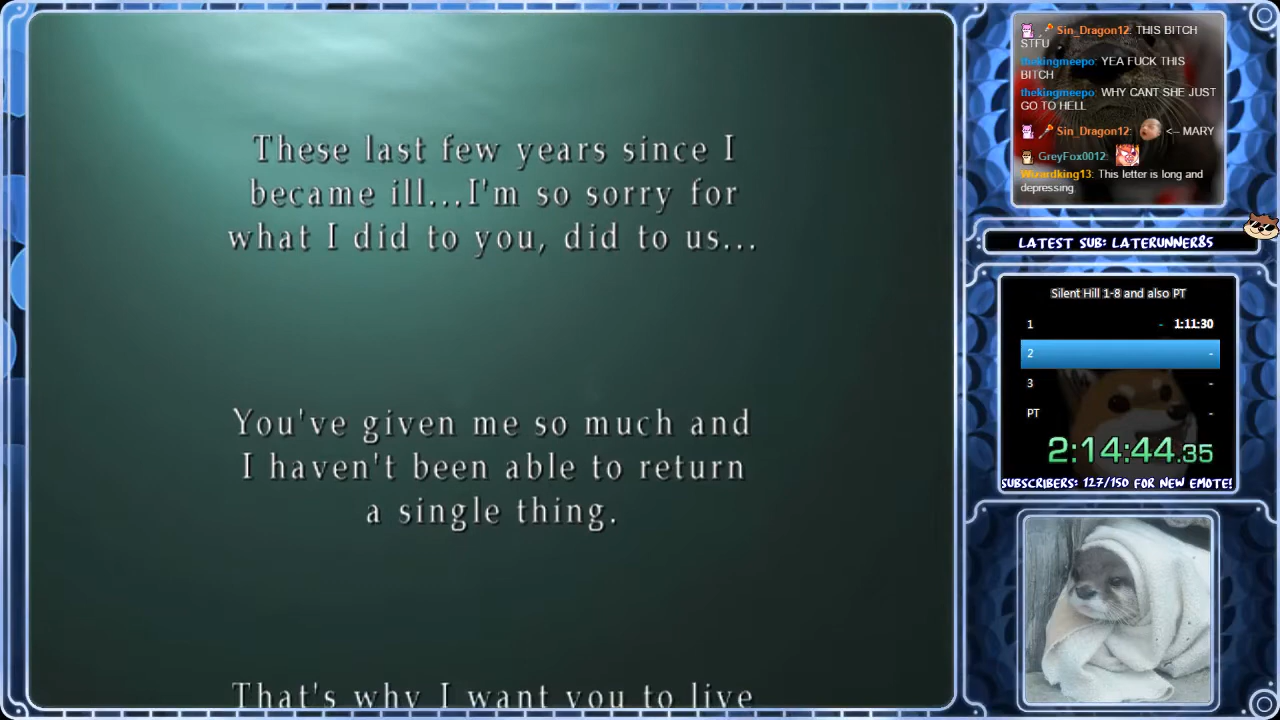 These last few years since I
became ill...I'm so sorry for
what I did to you, did to us...
You've given me so much and
I haven't been able to return
a single thing.
That's why I want you to live
Sin_Dragon12: THIS BITCH
STFU
thekingmeepo: YEA FUCK THIS
BITCH
thekingmeepo: WHY CANT SHE JUST
GO TO HELL
Sin_Dragon12: <-- MARY
GreyFox0012:
Wizardking13: This letter is long and
depressing.
LATEST SUB: LATERUNNER85
Silent Hill 1-8 and also PT
1 - 1:11:30
2 -
3 -
PT -
2:14:44.35
SUBSCRIBERS: 127/150 FOR NEW EMOTE!